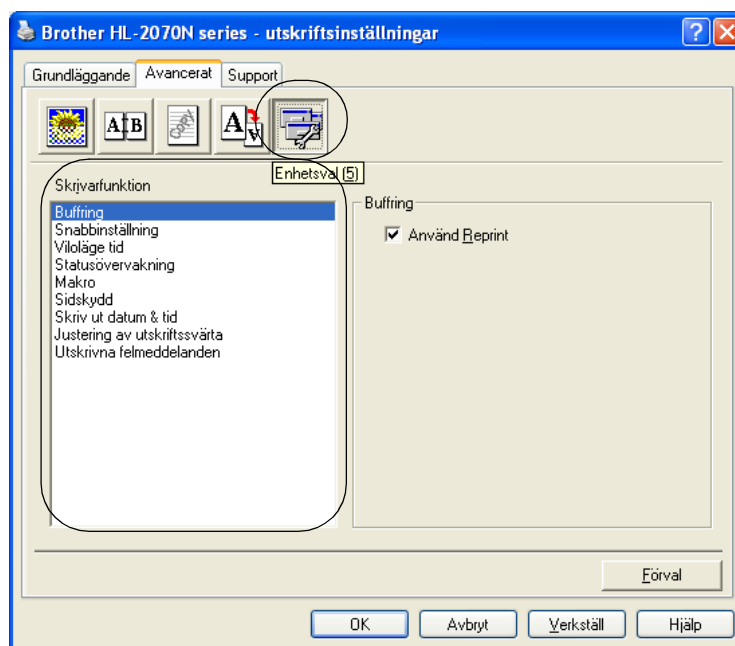 Brother HL-2070N series - utskriftsinställningar
Grundläggande Avancerat Support
A B COPY A A
Enhetsval (5)
Skrivarfunktion
Buffring
Snabbinställning
Viloläge tid
Statusövervakning
Makro
Sidskydd
Skriv ut datum & tid
Justering av utskriftssvärta
Utskrivna felmeddelanden
Buffring
Använd Reprint
Förval
OK Avbryt Verkställ Hjälp